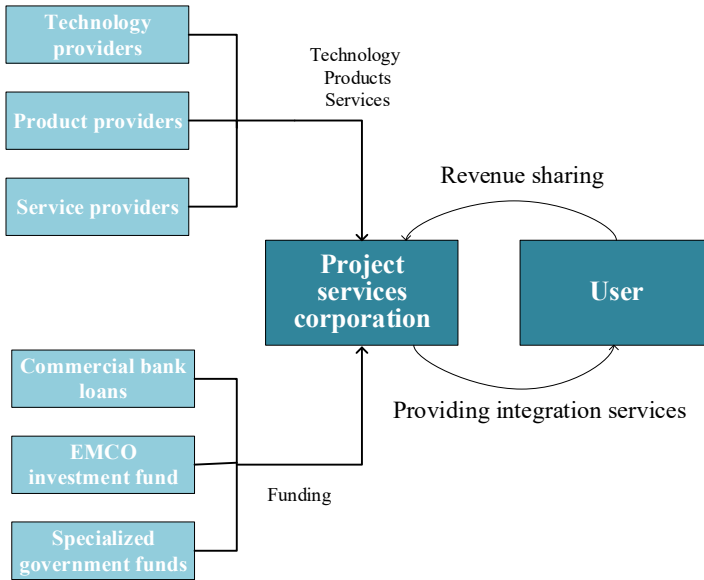 Technology
providers
Product providers
Service providers
Technology
Products
Services
Revenue sharing
Project
services
corporation
User
Providing integration services
Commercial bank
loans
EMCO
investment fund
Specialized
government funds
Funding